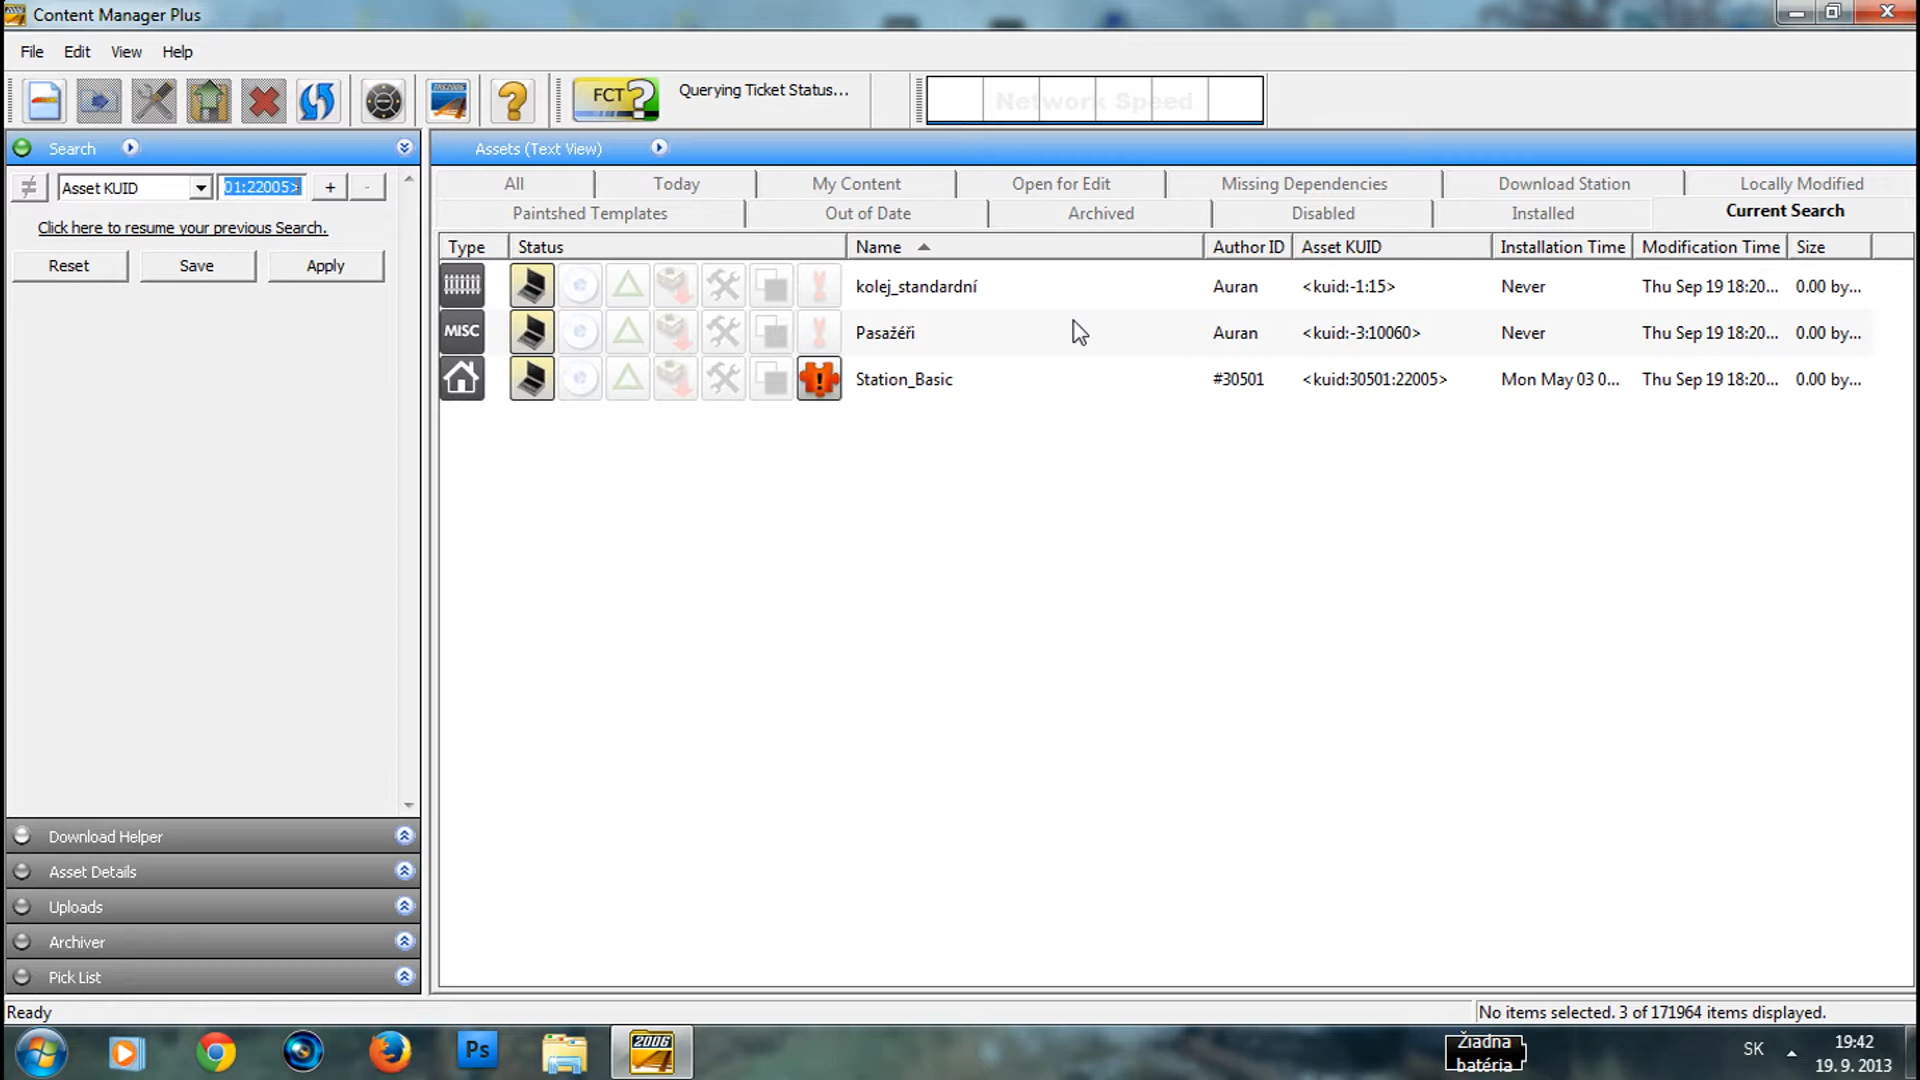 Content Manager Plus
File Edit View Help
FCT ? Querying Ticket Status... Network Speed
Search Assets (Text View)
≠ Asset KUID 01:22005> + -
Click here to resume your previous Search.
Reset Save Apply
All Today My Content Open for Edit Missing Dependencies Download Station Locally Modified
Paintshed Templates Out of Date Archived Disabled Installed Current Search
Type Status Name Author ID Asset KUID Installation Time Modification Time Size
kolej_standardní Auran <kuid:-1:15> Never Thu Sep 19 18:20... 0.00 by...
MISC Pasažéři Auran <kuid:-3:10060> Never Thu Sep 19 18:20... 0.00 by...
Station_Basic #30501 <kuid:30501:22005> Mon May 03 0... Thu Sep 19 18:20... 0.00 by...
Download Helper
Asset Details
Uploads
Archiver
Pick List
Ready No items selected. 3 of 171964 items displayed.
Ps 2006 Žiadna batéria SK 19:42
19. 9. 2013